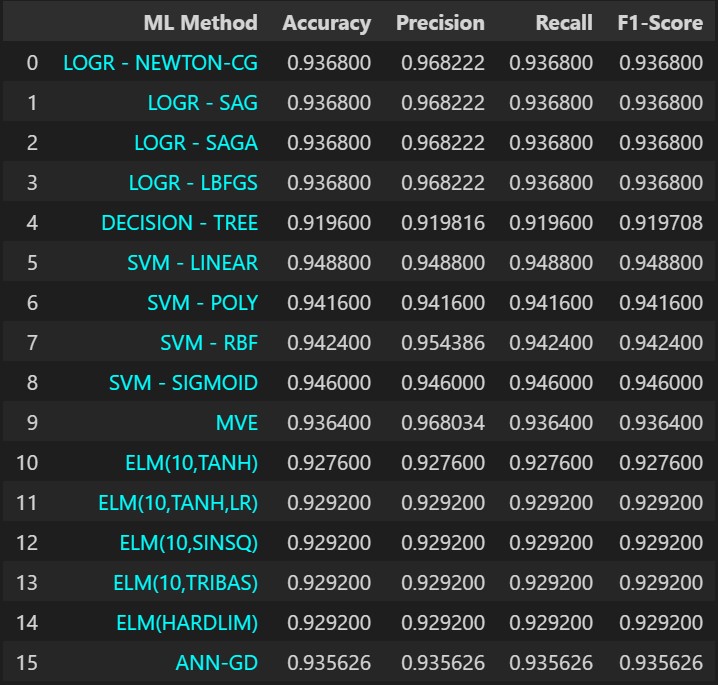 ML Method Accuracy Precision Recall F1-Score
0 LOGR - NEWTON-CG 0.936800 0.968222 0.936800 0.936800
1 LOGR - SAG 0.936800 0.968222 0.936800 0.936800
2 LOGR - SAGA 0.936800 0.968222 0.936800 0.936800
3 LOGR - LBFGS 0.936800 0.968222 0.936800 0.936800
4 DECISION - TREE 0.919600 0.919816 0.919600 0.919708
5 SVM - LINEAR 0.948800 0.948800 0.948800 0.948800
6 SVM - POLY 0.941600 0.941600 0.941600 0.941600
7 SVM - RBF 0.942400 0.954386 0.942400 0.942400
8 SVM - SIGMOID 0.946000 0.946000 0.946000 0.946000
9 MVE 0.936400 0.968034 0.936400 0.936400
10 ELM(10,TANH) 0.927600 0.927600 0.927600 0.927600
11 ELM(10,TANH,LR) 0.929200 0.929200 0.929200 0.929200
12 ELM(10,SINSQ) 0.929200 0.929200 0.929200 0.929200
13 ELM(10,TRIBAS) 0.929200 0.929200 0.929200 0.929200
14 ELM(HARDLIM) 0.929200 0.929200 0.929200 0.929200
15 ANN-GD 0.935626 0.935626 0.935626 0.935626